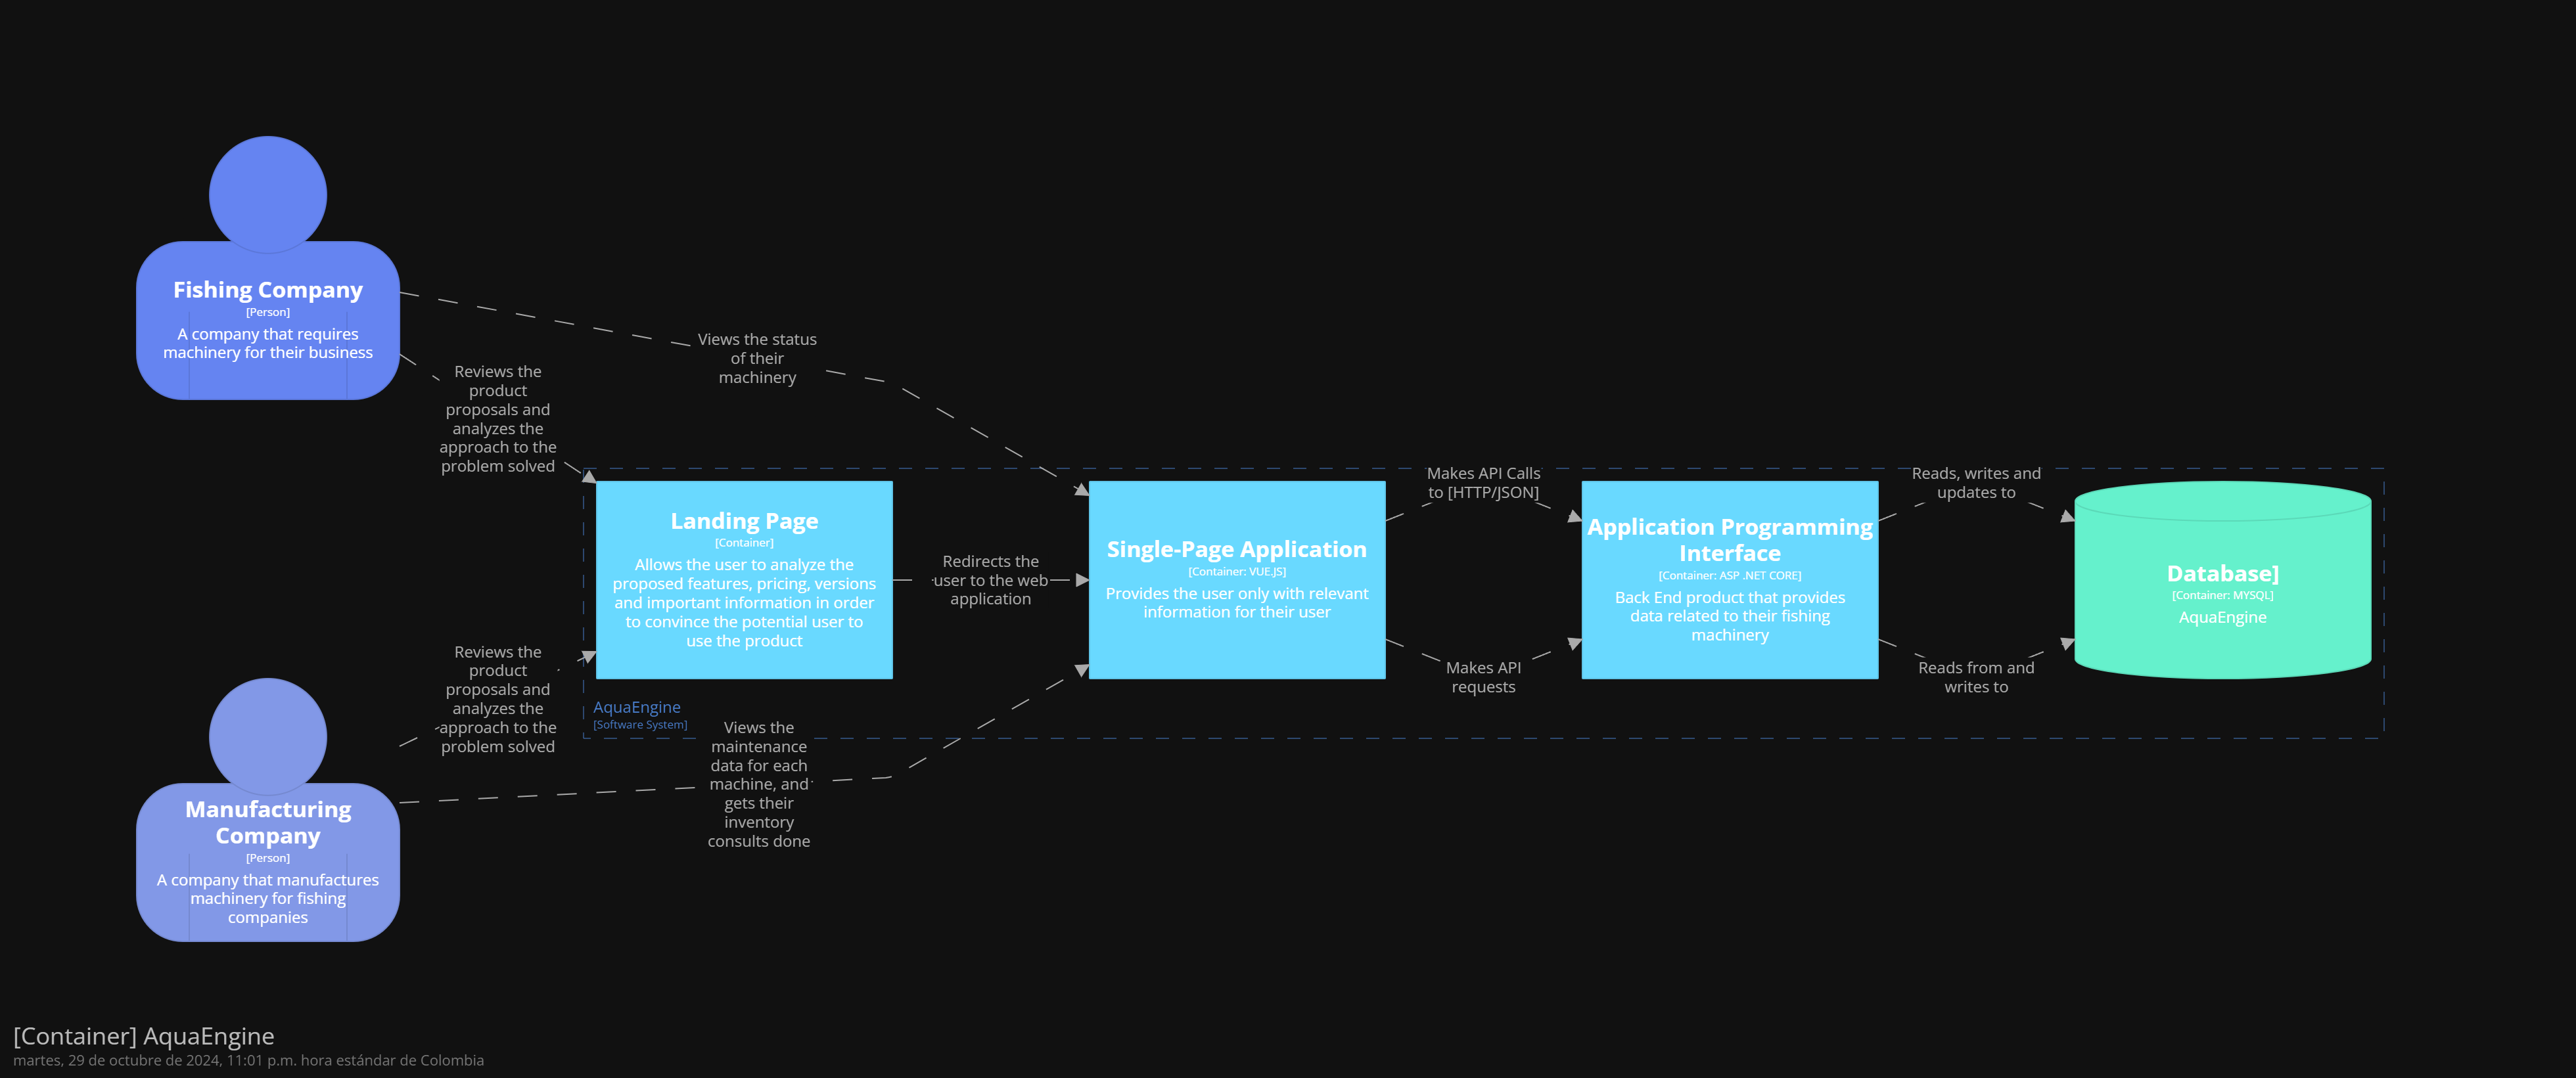 Fishing Company
[Person]
A company that requires
machinery for their business
Views the status
of their
machinery
Reviews the
product
proposals and
analyzes the
approach to the
problem solved
Landing Page
[Container]
Allows the user to analyze the
proposed features, pricing, versions
and important information in order
to convince the potential user to
use the product
Redirects the
user to the web
application
Single-Page Application
[Container: VUE.JS]
Provides the user only with relevant
information for their user
Makes API Calls
to [HTTP/JSON]
Makes API
requests
Application Programming
Interface
[Container: ASP .NET CORE]
Back End product that provides
data related to their fishing
machinery
Reads, writes and
updates to
Reads from and
writes to
Database]
[Container: MYSQL]
AquaEngine
Reviews the
product
proposals and
analyzes the
approach to the
problem solved
AquaEngine
[Software System]
Views the
maintenance
data for each
machine, and
gets their
inventory
consults done
Manufacturing
Company
[Person]
A company that manufactures
machinery for fishing
companies
[Container] AquaEngine
martes, 29 de octubre de 2024, 11:01 p.m. hora estándar de Colombia